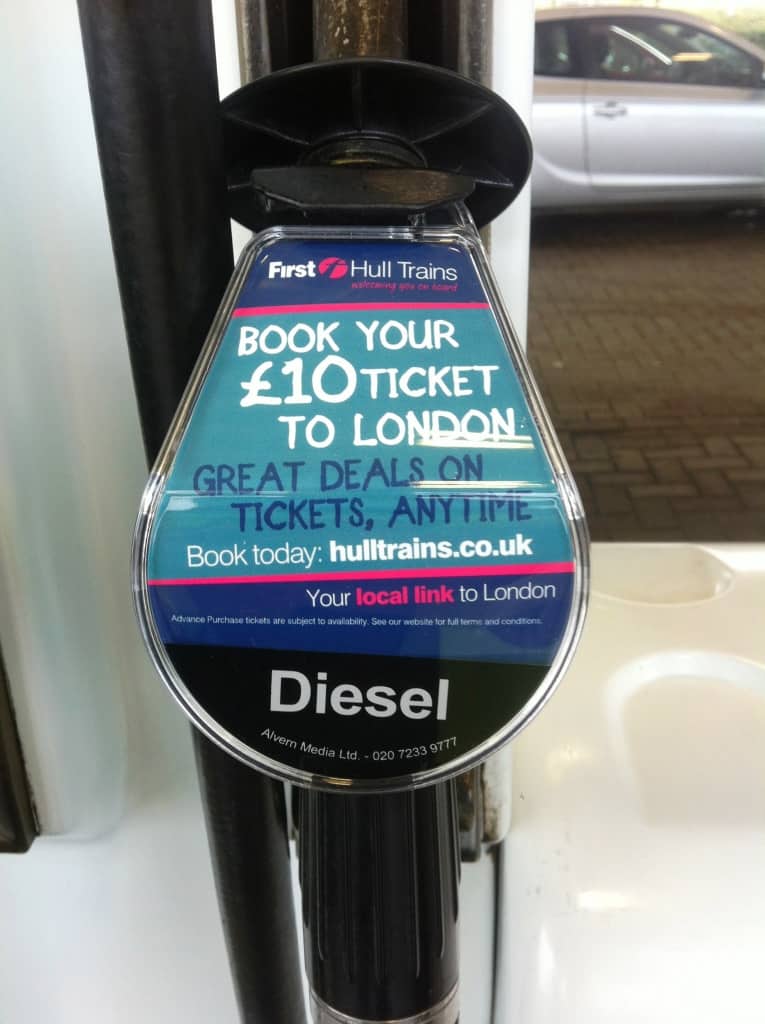 First Hull Trains
welcoming you on board
BOOK YOUR
£10 TICKET
TO LONDON
GREAT DEALS ON
TICKETS, ANYTIME
Book today: hulltrains.co.uk
Your local link to London
Advance Purchase tickets are subject to availability. See our website for full terms and conditions.
Diesel
Alvern Media Ltd. - 020 7233 9777